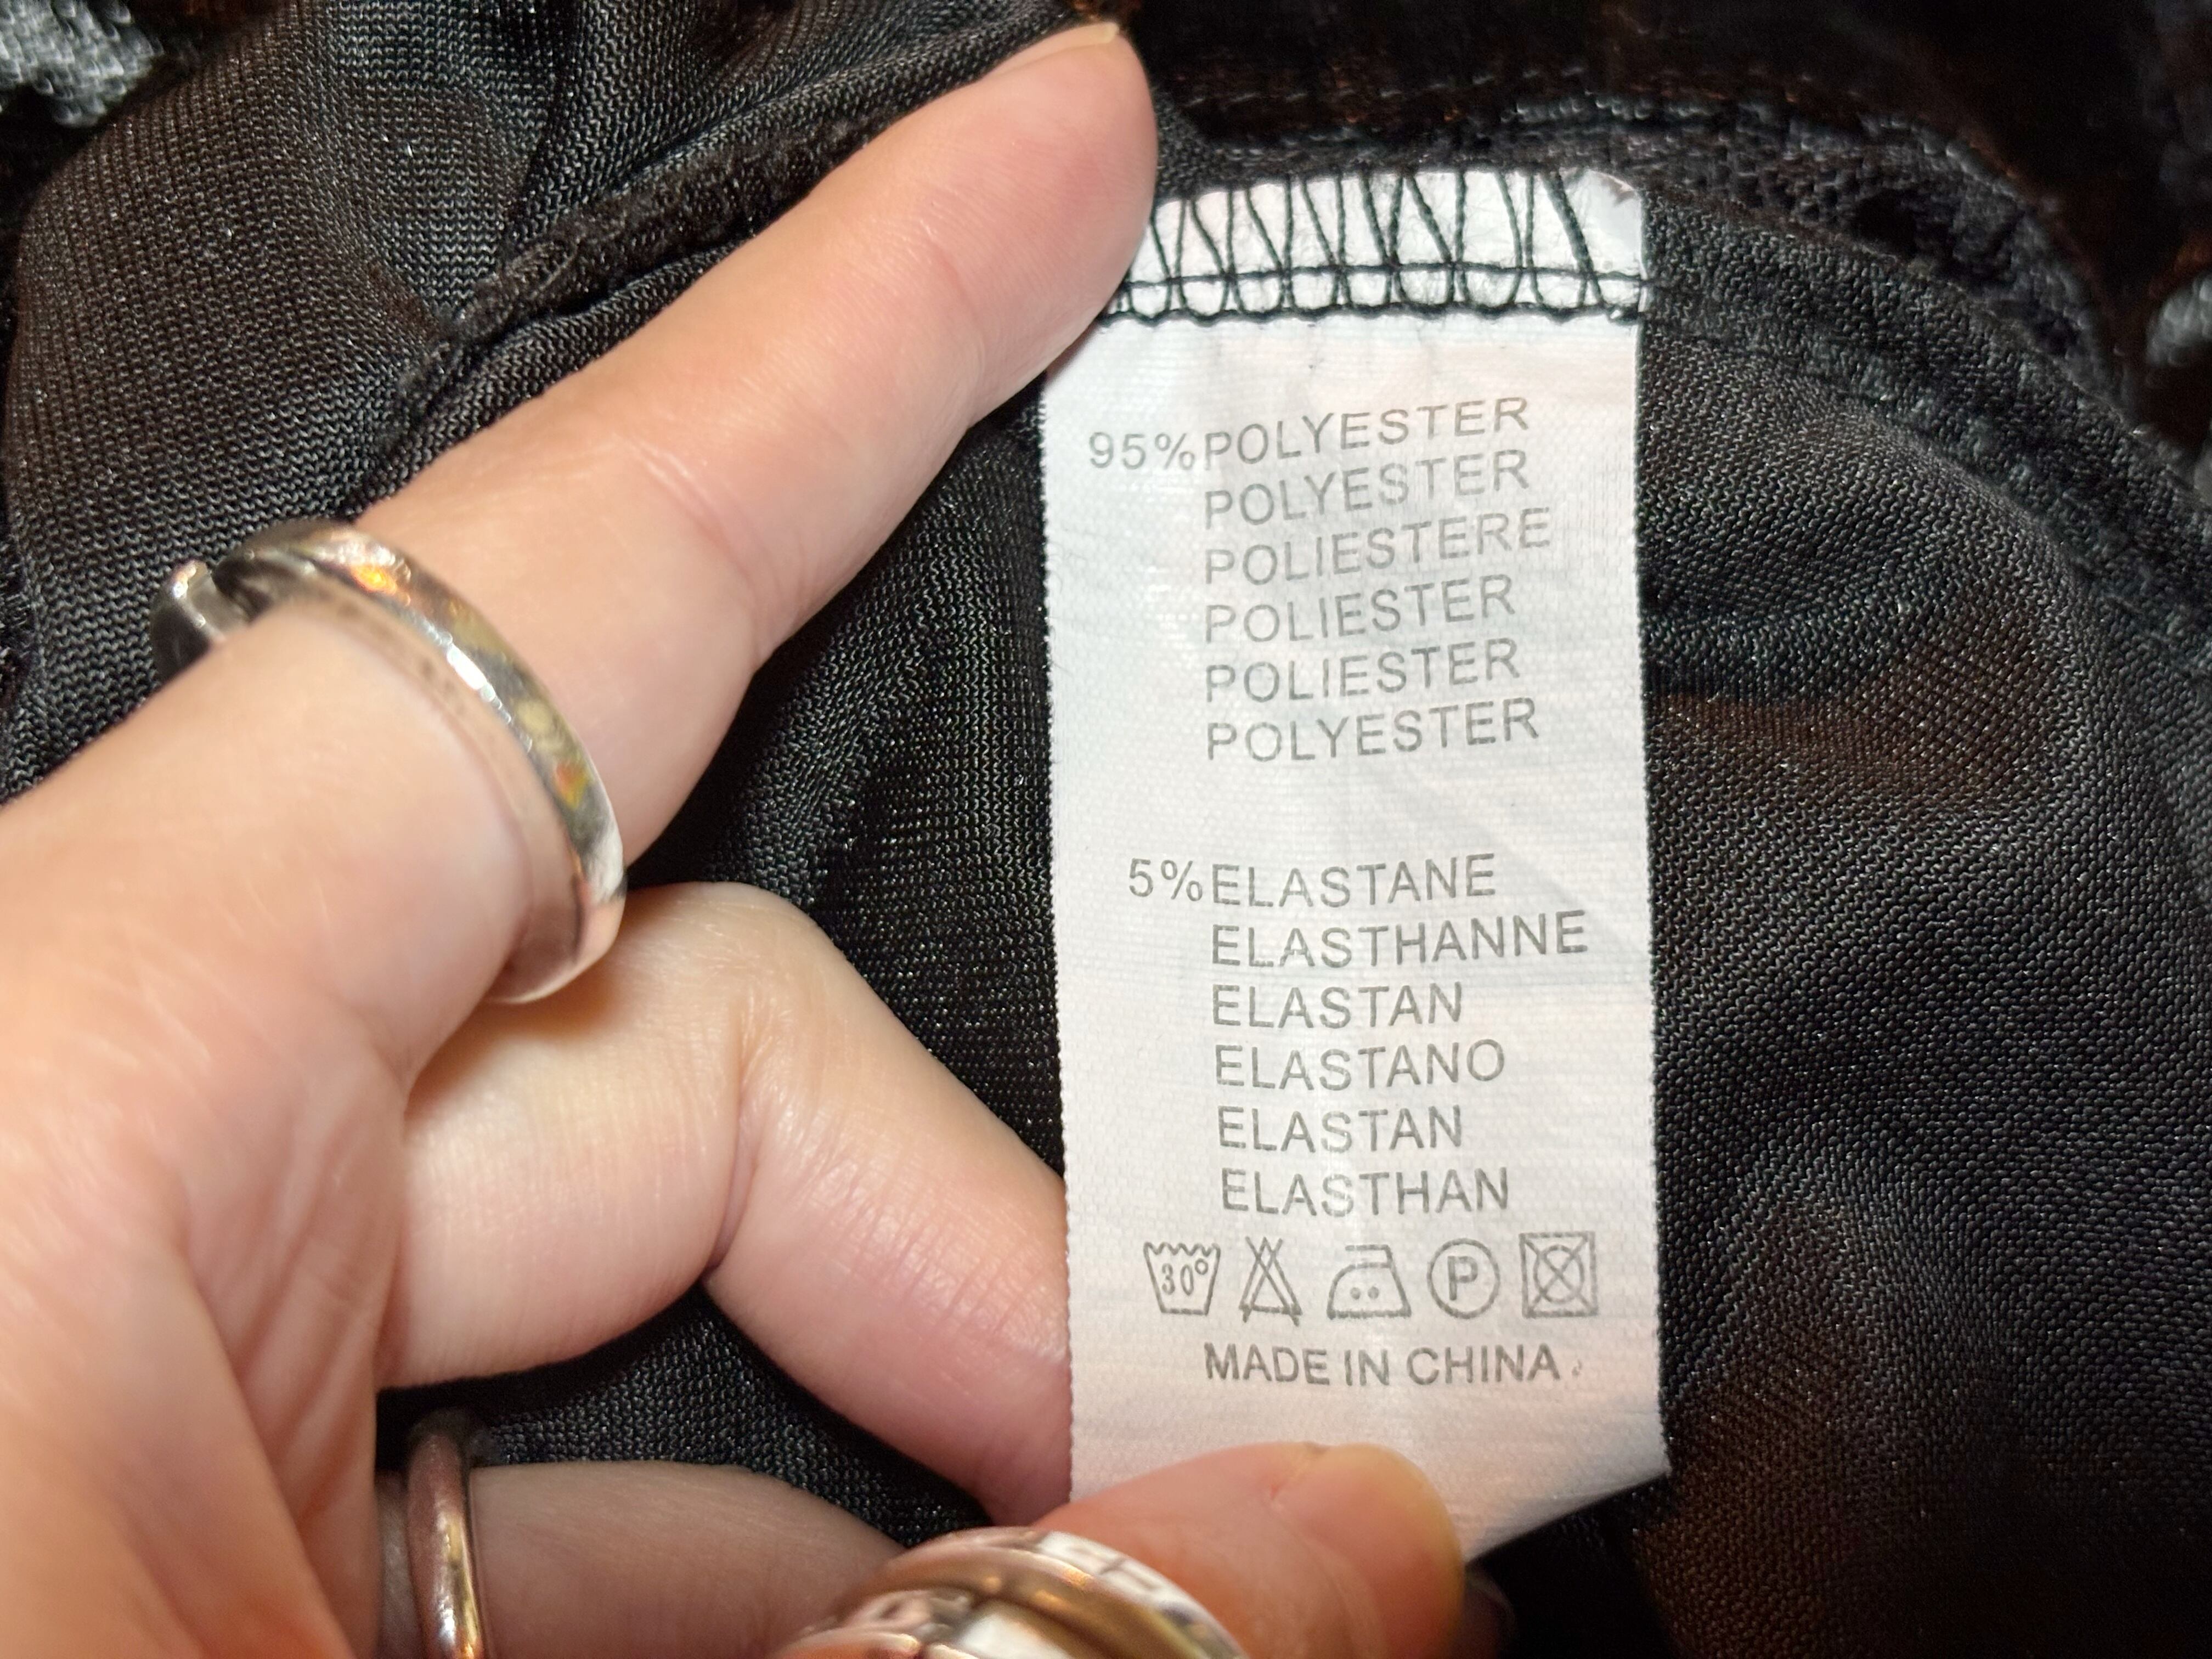 95%POLYESTER
POLYESTER
POLIESTERE
POLIESTER
POLIESTER
POLYESTER
5%ELASTANE
ELASTHANNE
ELASTAN
ELASTANO
ELASTAN
ELASTHAN
30° P
MADE IN CHINA